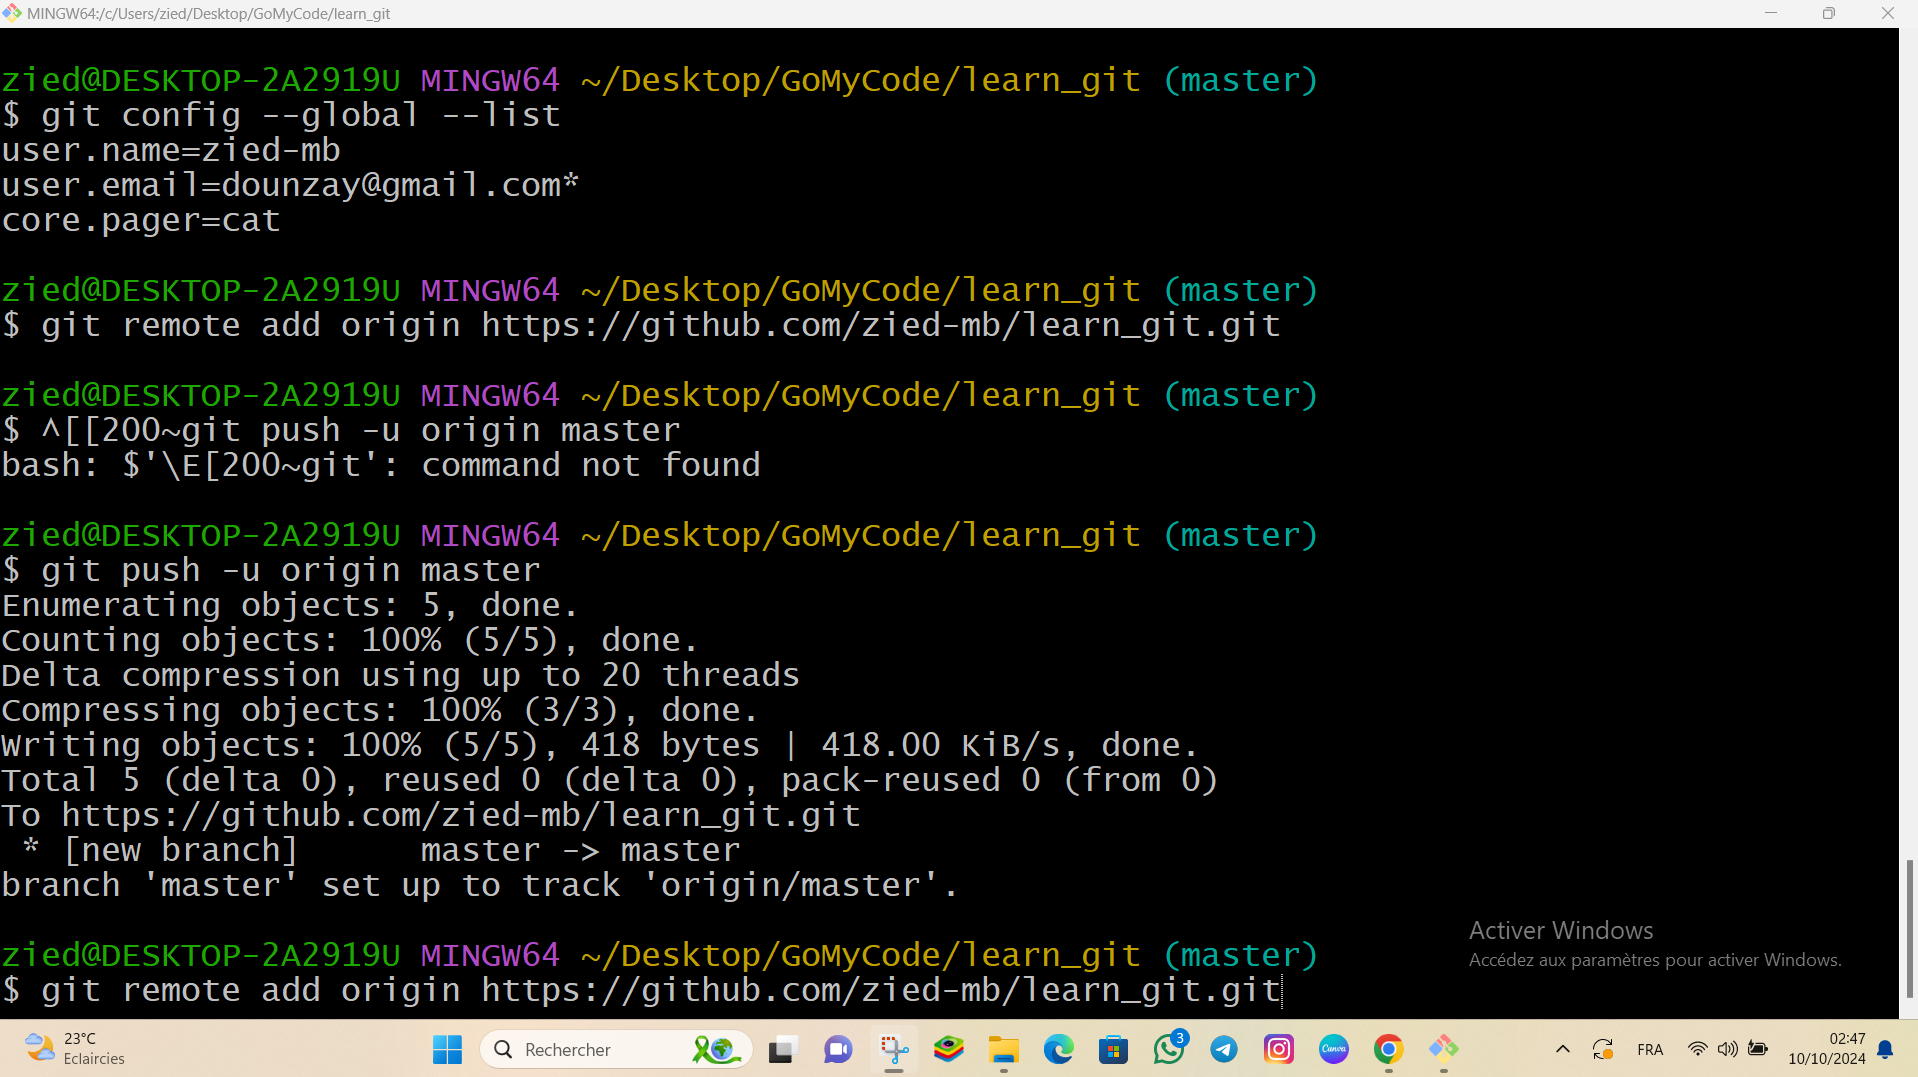 MINGW64:/c/Users/zied/Desktop/GoMyCode/learn_git
zied@DESKTOP-2A2919U MINGW64 ~/Desktop/GoMyCode/learn_git (master)
$ git config --global --list
user.name=zied-mb
user.email=dounzay@gmail.com*
core.pager=cat
zied@DESKTOP-2A2919U MINGW64 ~/Desktop/GoMyCode/learn_git (master)
$ git remote add origin https://github.com/zied-mb/learn_git.git
zied@DESKTOP-2A2919U MINGW64 ~/Desktop/GoMyCode/learn_git (master)
$ ^[[200~git push -u origin master
bash: $'\E[200~git': command not found
zied@DESKTOP-2A2919U MINGW64 ~/Desktop/GoMyCode/learn_git (master)
$ git push -u origin master
Enumerating objects: 5, done.
Counting objects: 100% (5/5), done.
Delta compression using up to 20 threads
Compressing objects: 100% (3/3), done.
Writing objects: 100% (5/5), 418 bytes | 418.00 KiB/s, done.
Total 5 (delta 0), reused 0 (delta 0), pack-reused 0 (from 0)
To https://github.com/zied-mb/learn_git.git
 * [new branch]      master -> master
branch 'master' set up to track 'origin/master'.
zied@DESKTOP-2A2919U MINGW64 ~/Desktop/GoMyCode/learn_git (master)
$ git remote add origin https://github.com/zied-mb/learn_git.git
Activer Windows
Accédez aux paramètres pour activer Windows.
23°C
Eclaircies
Rechercher
3
Canva
FRA
02:47
10/10/2024